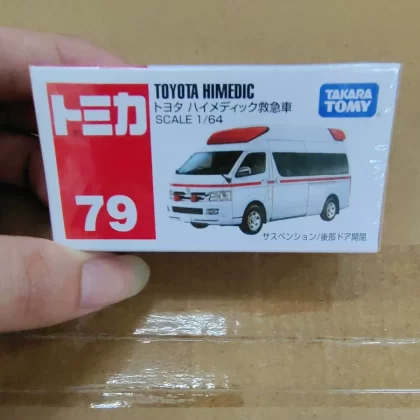 トミカ
79
TOYOTA HIMEDIC
トヨタ ハイメディック救急車
SCALE 1/64
TAKARA
TOMY
サスペンション/後部ドア開閉